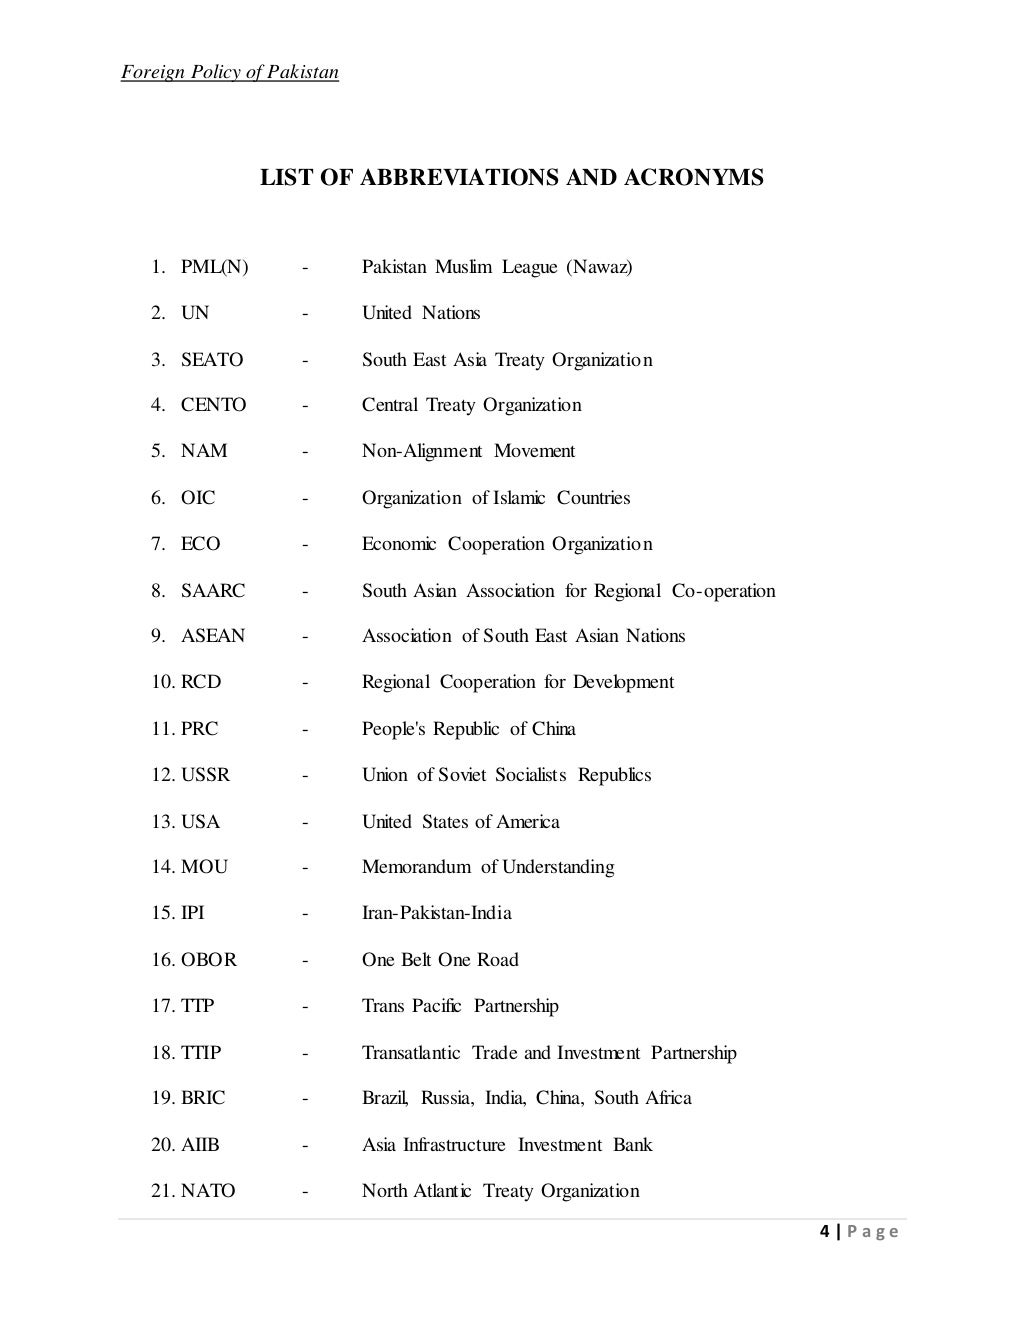 Foreign Policy of Pakistan
LIST OF ABBREVIATIONS AND ACRONYMS
1. PML(N) - Pakistan Muslim League (Nawaz)
2. UN - United Nations
3. SEATO - South East Asia Treaty Organization
4. CENTO - Central Treaty Organization
5. NAM - Non-Alignment Movement
6. OIC - Organization of Islamic Countries
7. ECO - Economic Cooperation Organization
8. SAARC - South Asian Association for Regional Co-operation
9. ASEAN - Association of South East Asian Nations
10. RCD - Regional Cooperation for Development
11. PRC - People's Republic of China
12. USSR - Union of Soviet Socialists Republics
13. USA - United States of America
14. MOU - Memorandum of Understanding
15. IPI - Iran-Pakistan-India
16. OBOR - One Belt One Road
17. TTP - Trans Pacific Partnership
18. TTIP - Transatlantic Trade and Investment Partnership
19. BRIC - Brazil, Russia, India, China, South Africa
20. AIIB - Asia Infrastructure Investment Bank
21. NATO - North Atlantic Treaty Organization
4 | Page